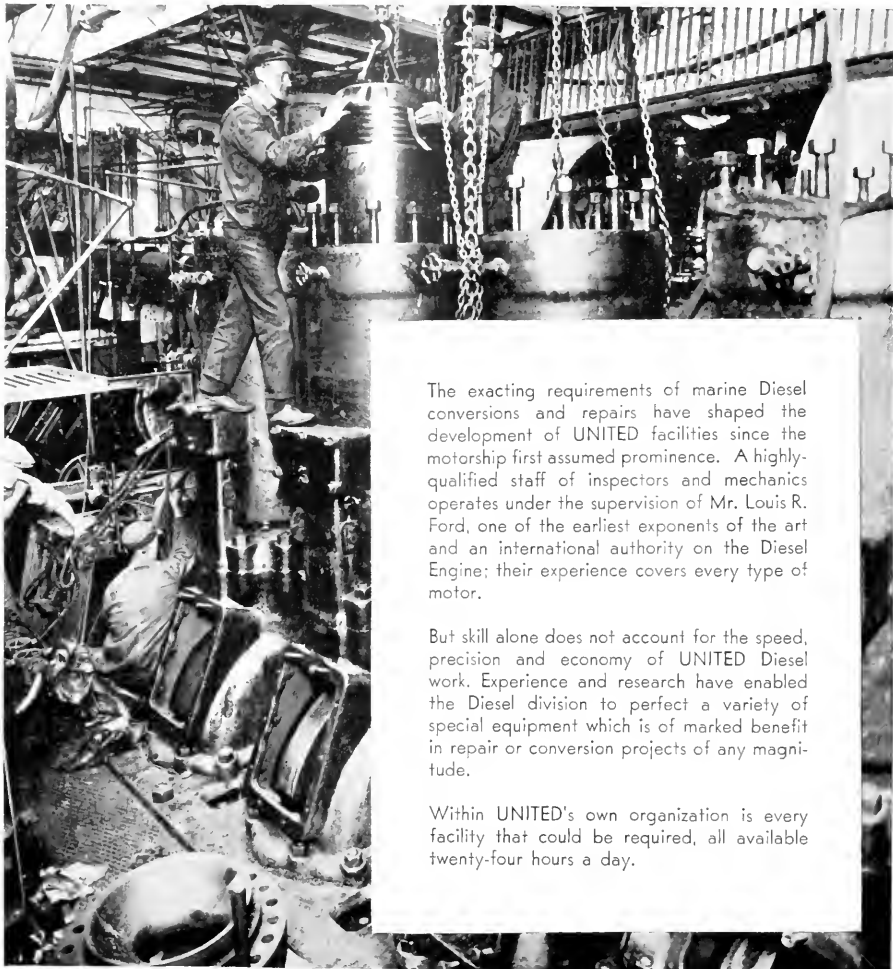 The exacting requirements of marine Diesel
conversions and repairs have shaped the
development of UNITED facilities since the
motorship first assumed prominence. A highly-
qualified staff of inspectors and mechanics
operates under the supervision of Mr. Louis R.
Ford, one of the earliest exponents of the art
and an international authority on the Diesel
Engine; their experience covers every type of
motor.

But skill alone does not account for the speed,
precision and economy of UNITED Diesel
work. Experience and research have enabled
the Diesel division to perfect a variety of
special equipment which is of marked benefit
in repair or conversion projects of any magni-
tude.

Within UNITED's own organization is every
facility that could be required, all available
twenty-four hours a day.